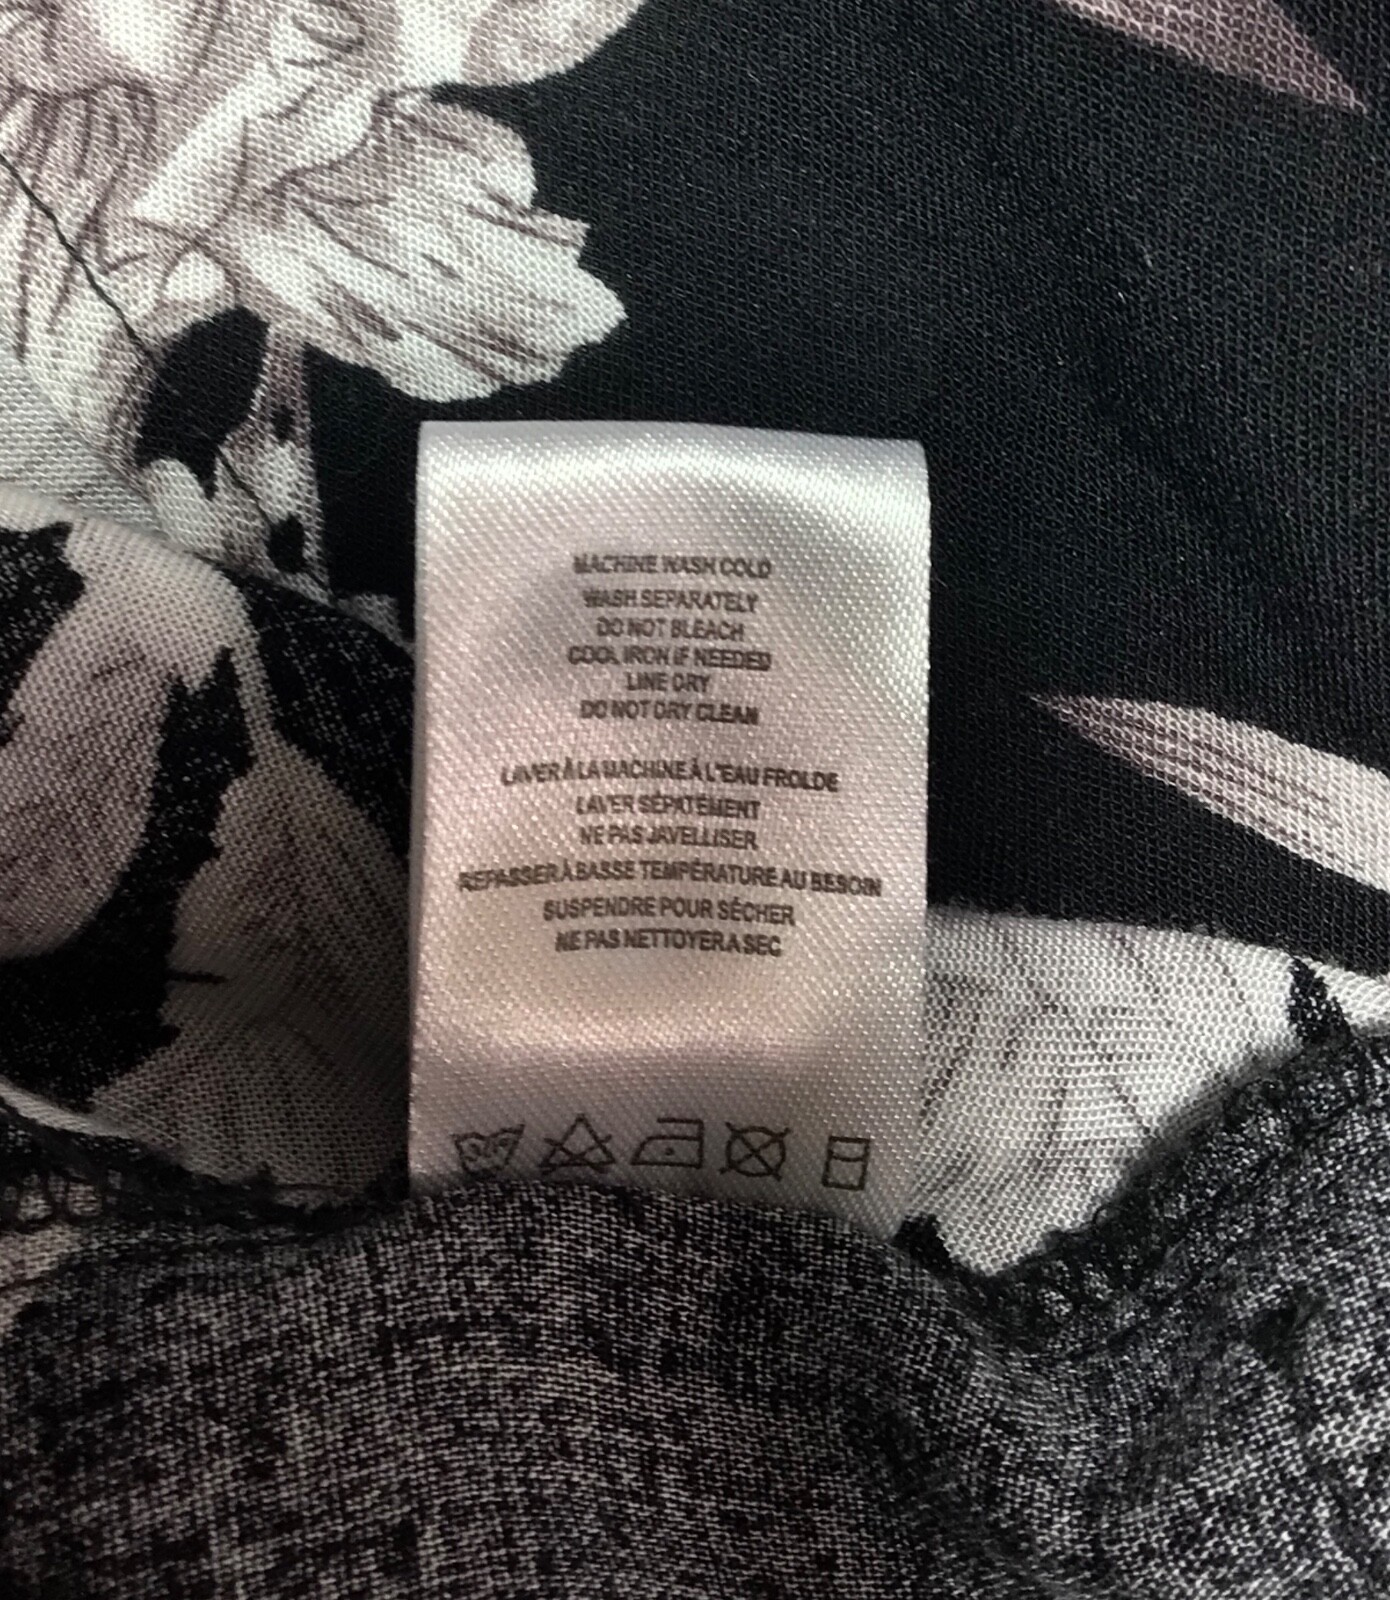 MACHINE WASH COLD
WASH SEPARATELY
DO NOT BLEACH
COOL IRON IF NEEDED
LINE DRY
DO NOT DRY CLEAN
LAVER À LA MACHINE À L'EAU FROLDE
LAVER SÉPATÉMENT
NE PAS JAVELLISER
REPASSER À BASSE TEMPÉRATURE AU BESOIN
SUSPENDRE POUR SÉCHER
NE PAS NETTOYER A SEC
30°